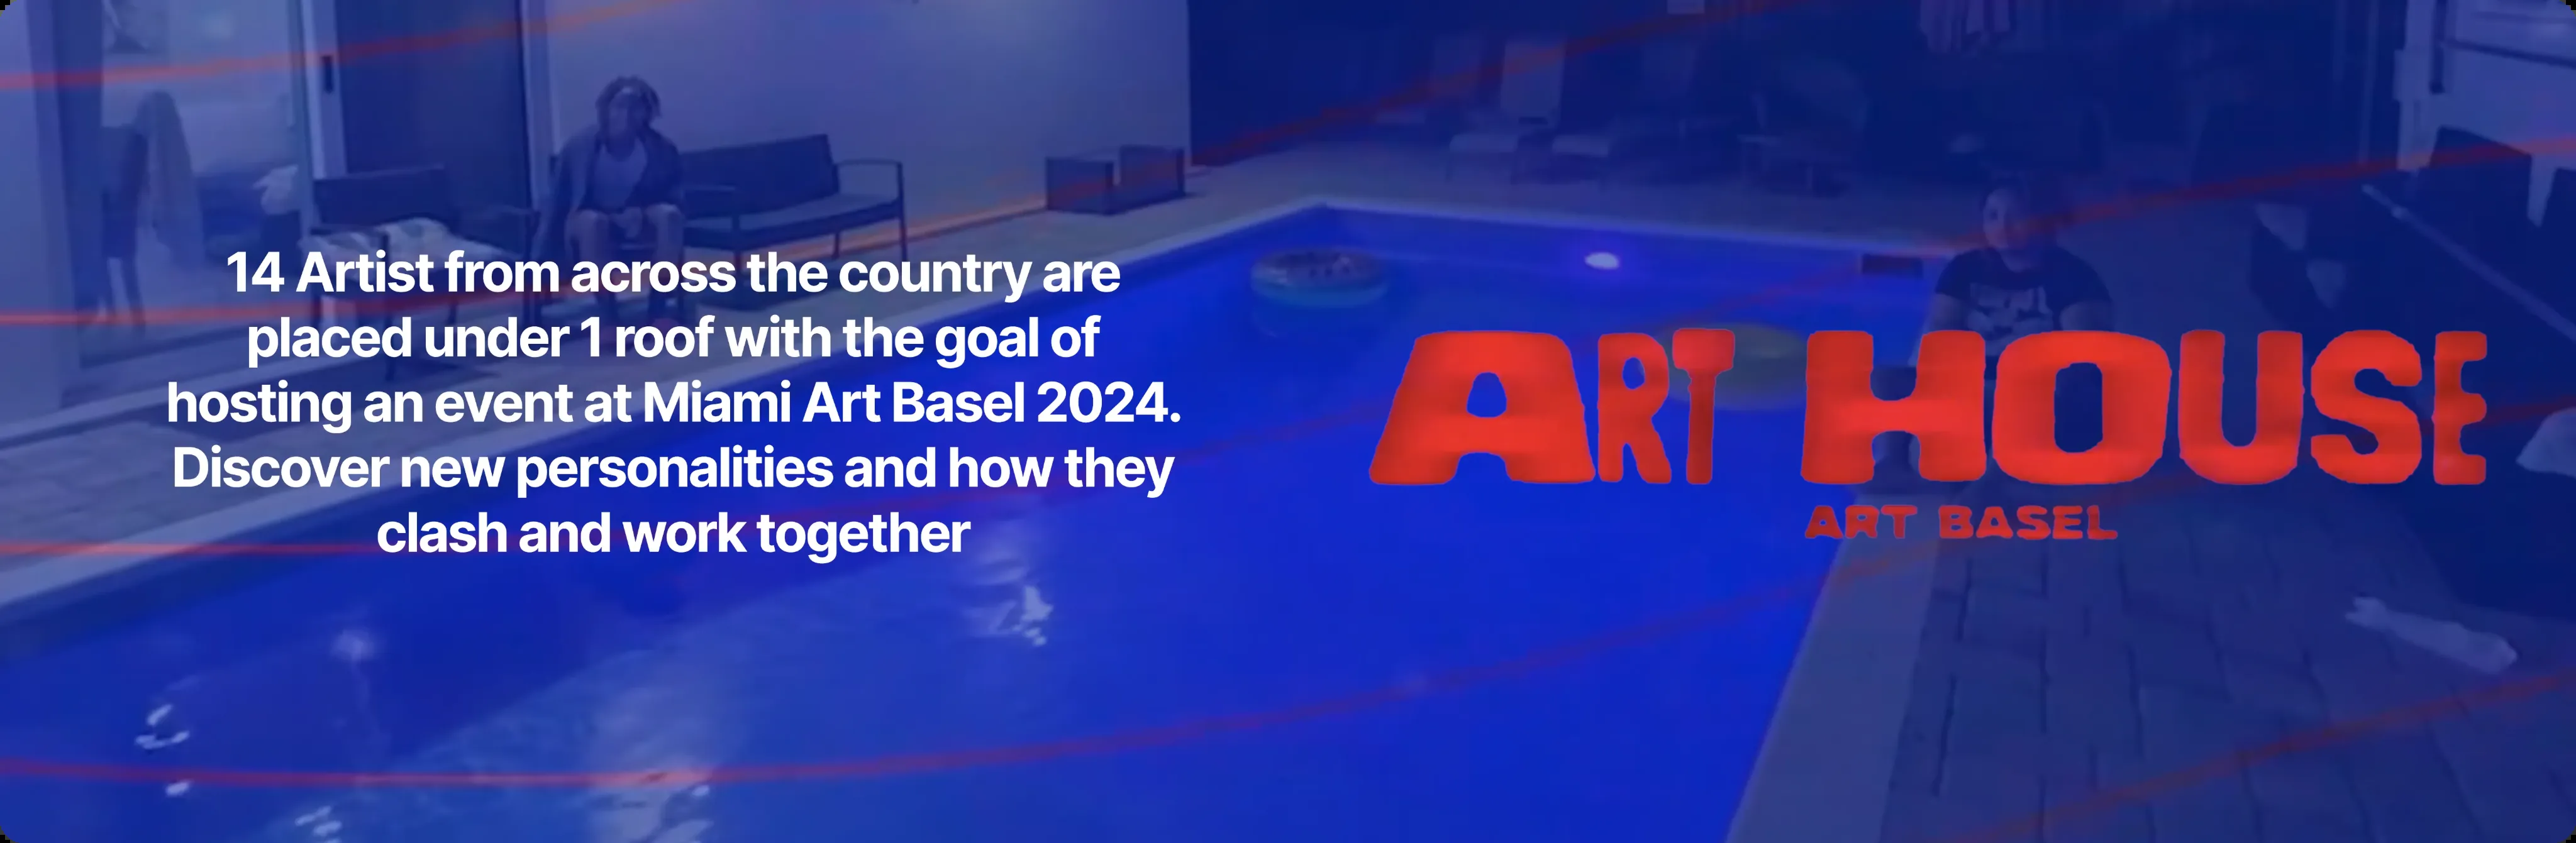 14 Artist from across the country are
placed under 1 roof with the goal of
hosting an event at Miami Art Basel 2024.
Discover new personalities and how they
clash and work together
ART HOUSE
ART BASEL